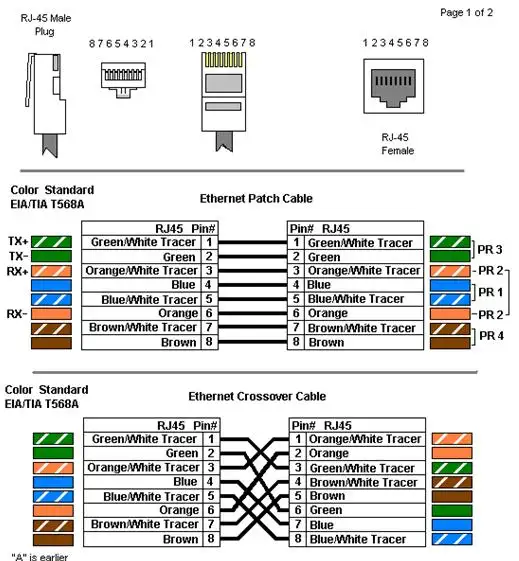 RJ-45 Male
Plug
Page 1 of 2
8 7 6 5 4 3 2 1
1 2 3 4 5 6 7 8
1 2 3 4 5 6 7 8
RJ-45
Female
Color Standard
EIA/TIA T568A
Ethernet Patch Cable
RJ45 Pin# Pin# RJ45
TX+ Green/White Tracer 1 1 Green/White Tracer
TX- Green 2 2 Green PR 3
RX+ Orange/White Tracer 3 3 Orange/White Tracer PR 2
Blue 4 4 Blue
Blue/White Tracer 5 5 Blue/White Tracer PR 1
RX- Orange 6 6 Orange PR 2
Brown/White Tracer 7 7 Brown/White Tracer
Brown 8 8 Brown PR 4
Color Standard
EIA/TIA T568A
Ethernet Crossover Cable
RJ45 Pin# Pin# RJ45
Green/White Tracer 1 1 Orange/White Tracer
Green 2 2 Orange
Orange/White Tracer 3 3 Green/White Tracer
Blue 4 4 Brown/White Tracer
Blue/White Tracer 5 5 Brown
Orange 6 6 Green
Brown/White Tracer 7 7 Blue
Brown 8 8 Blue/White Tracer
"A" is earlier